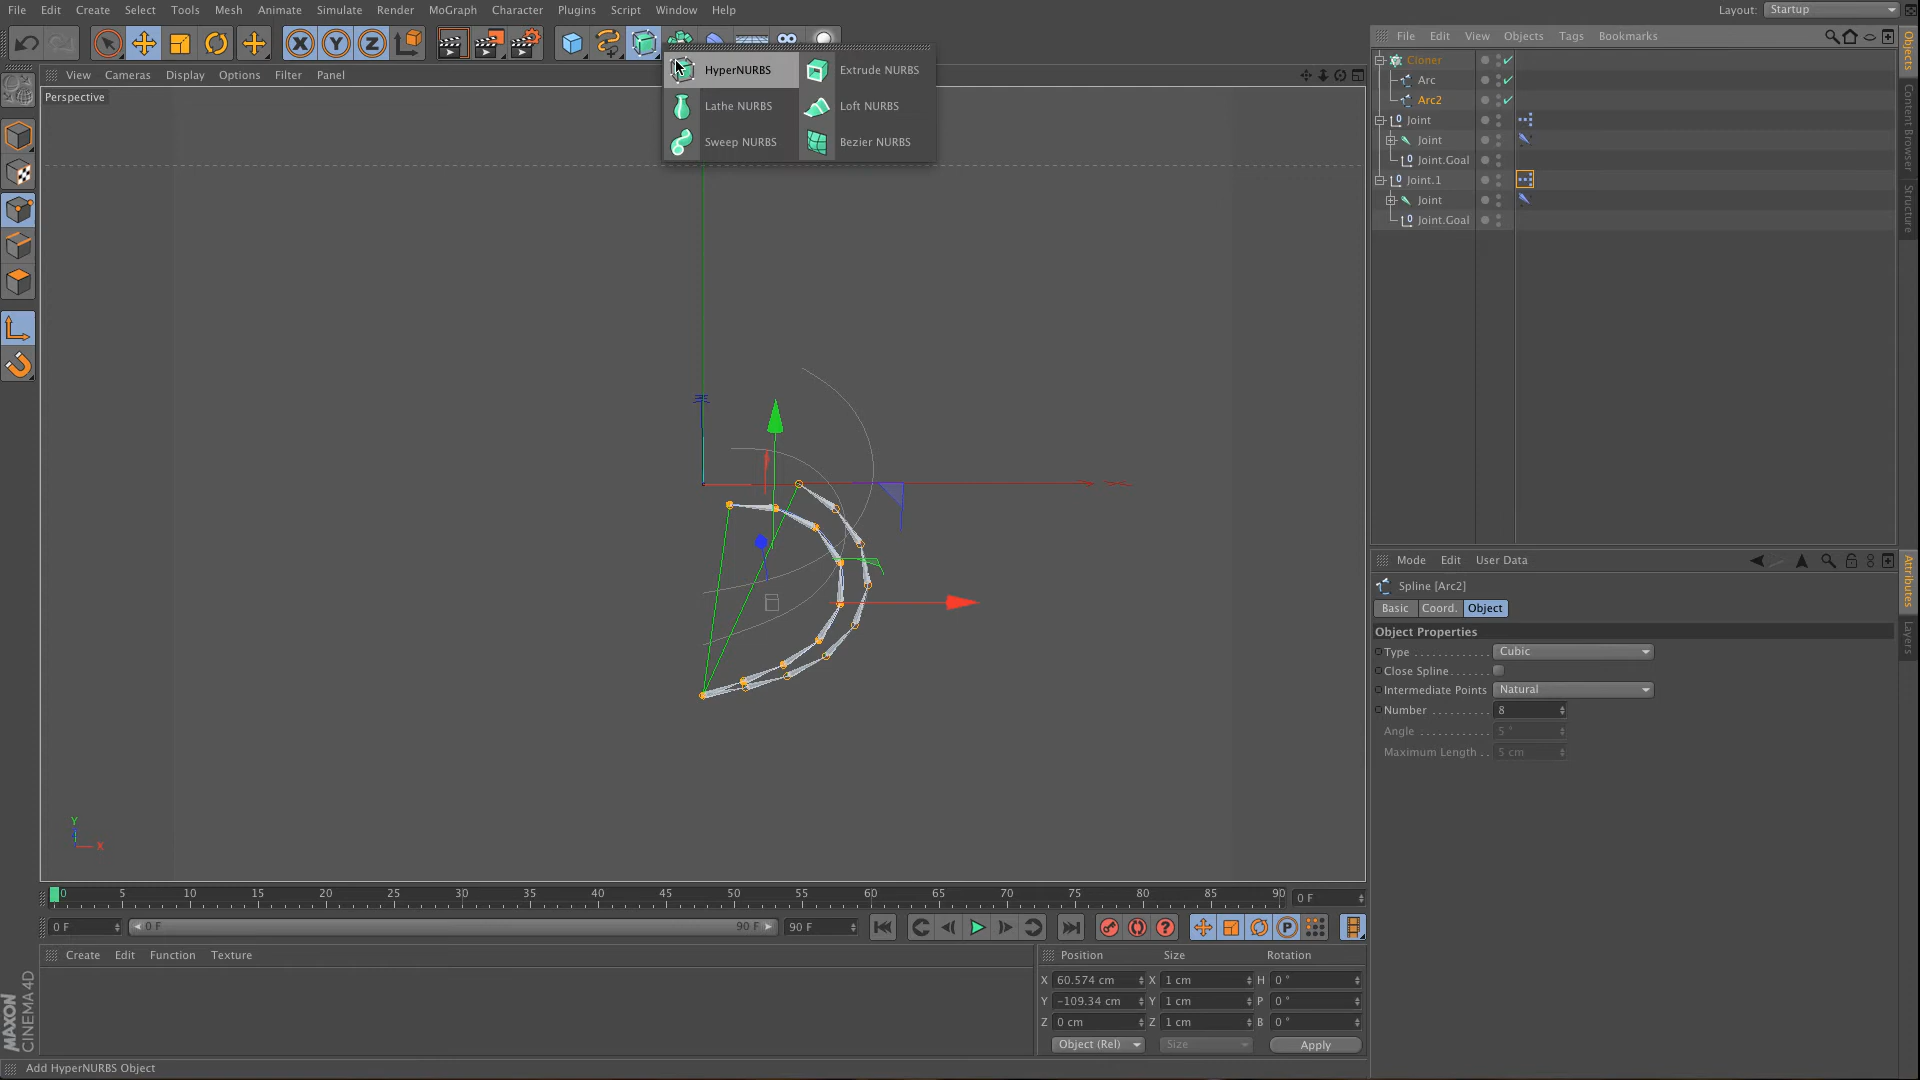 File Edit Create Select Tools Mesh Animate Simulate Render MoGraph Character Plugins Script Window Help
Layout: Startup
View Cameras Display Options Filter Panel
Perspective
HyperNURBS Extrude NURBS
Lathe NURBS Loft NURBS
Sweep NURBS Bezier NURBS
File Edit View Objects Tags Bookmarks
Cloner
Arc
Arc2
Joint
Joint
Joint.Goal
Joint.1
Joint
Joint.Goal
Objects
Content Browser
Structure
Mode Edit User Data
Spline [Arc2]
Basic Coord. Object
Object Properties
Type Cubic
Close Spline
Intermediate Points Natural
Number 8
Angle 5 °
Maximum Length 5 cm
Attributes
Layers
Y
X
0 5 10 15 20 25 30 35 40 45 50 55 60 65 70 75 80 85 90
0 F
0 F 0 F 90 F 90 F
Create Edit Function Texture
Position Size Rotation
X 60.574 cm X 1 cm H 0 °
Y -109.34 cm Y 1 cm P 0 °
Z 0 cm Z 1 cm B 0 °
Object (Rel) Size Apply
MAXON
CINEMA 4D
Add HyperNURBS Object